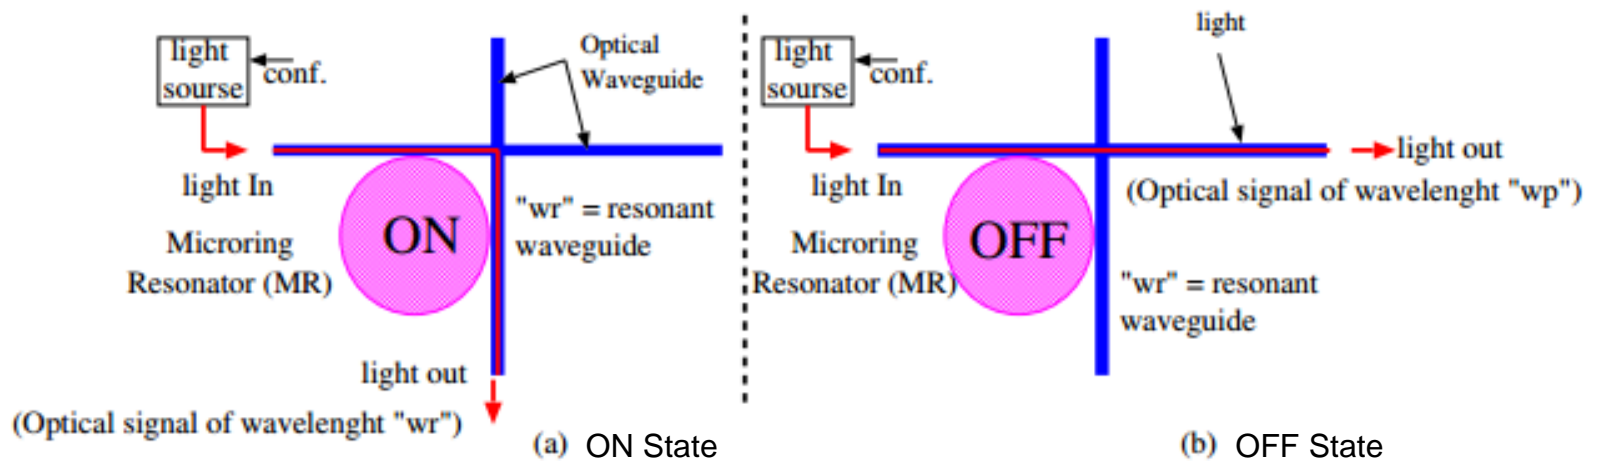 light
sourse
conf.
Optical
Waveguide
light In
Microring
Resonator (MR)
ON
"wr" = resonant
waveguide
light out
(Optical signal of wavelenght "wr")
(a) ON State
light
light
sourse
conf.
light out
(Optical signal of wavelenght "wp")
light In
Microring
Resonator (MR)
OFF
"wr" = resonant
waveguide
(b) OFF State